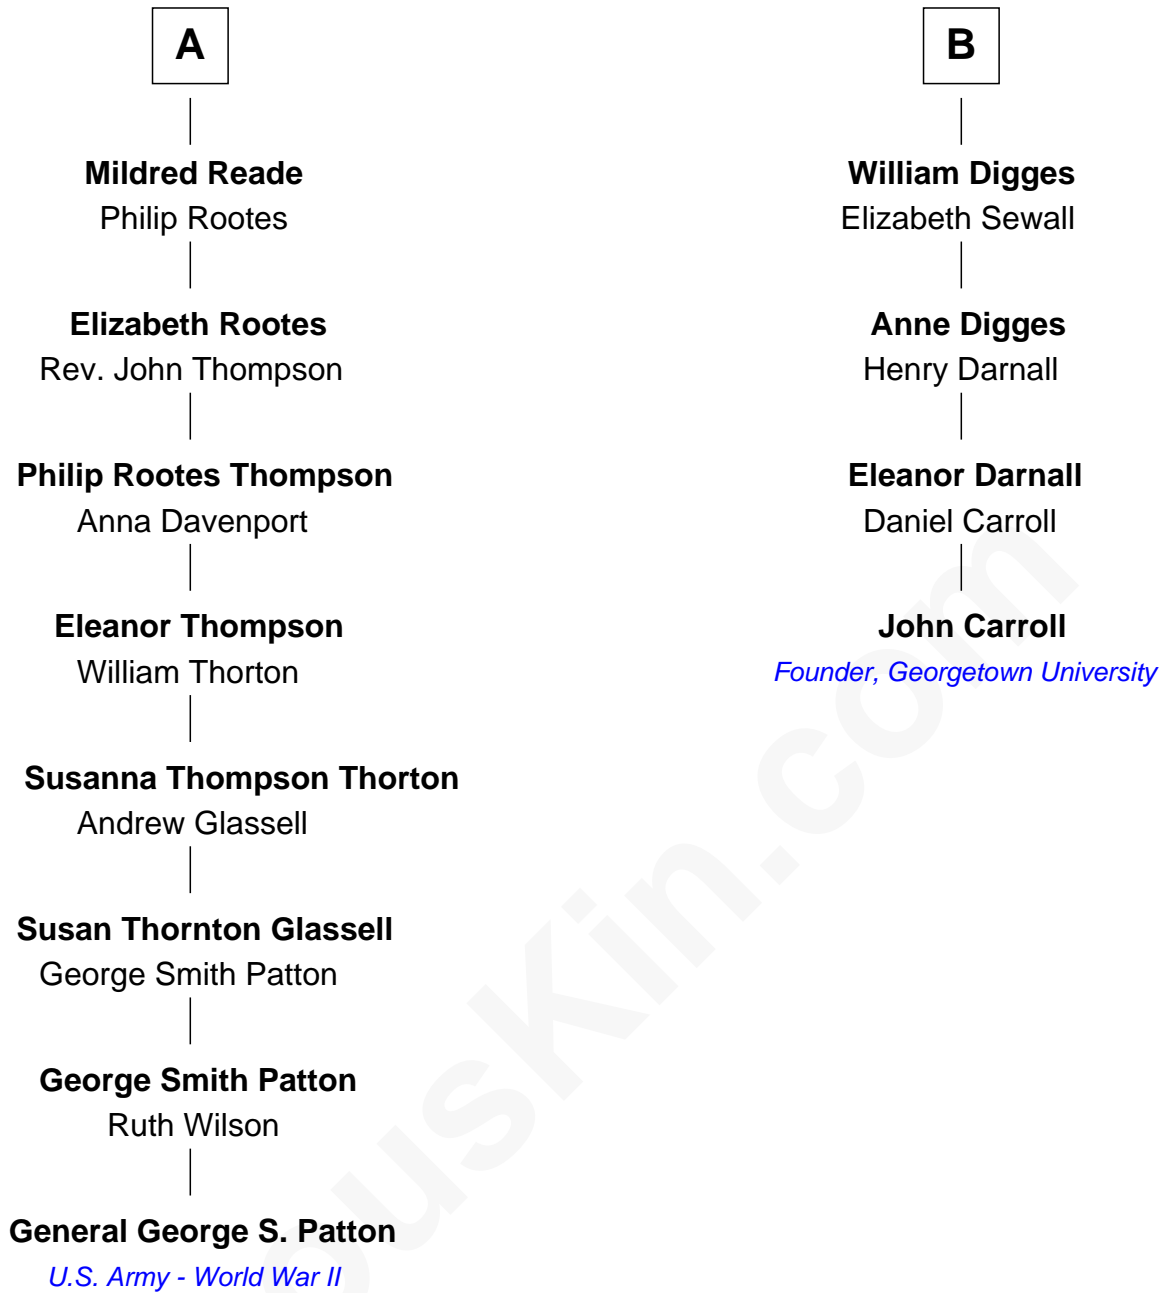 A
Mildred Reade
Philip Rootes
Elizabeth Rootes
Rev. John Thompson
Philip Rootes Thompson
Anna Davenport
Eleanor Thompson
William Thorton
Susanna Thompson Thorton
Andrew Glassell
Susan Thornton Glassell
George Smith Patton
George Smith Patton
Ruth Wilson
General George S. Patton
U.S. Army - World War II
B
William Digges
Elizabeth Sewall
Anne Digges
Henry Darnall
Eleanor Darnall
Daniel Carroll
John Carroll
Founder, Georgetown University
ousKin.com